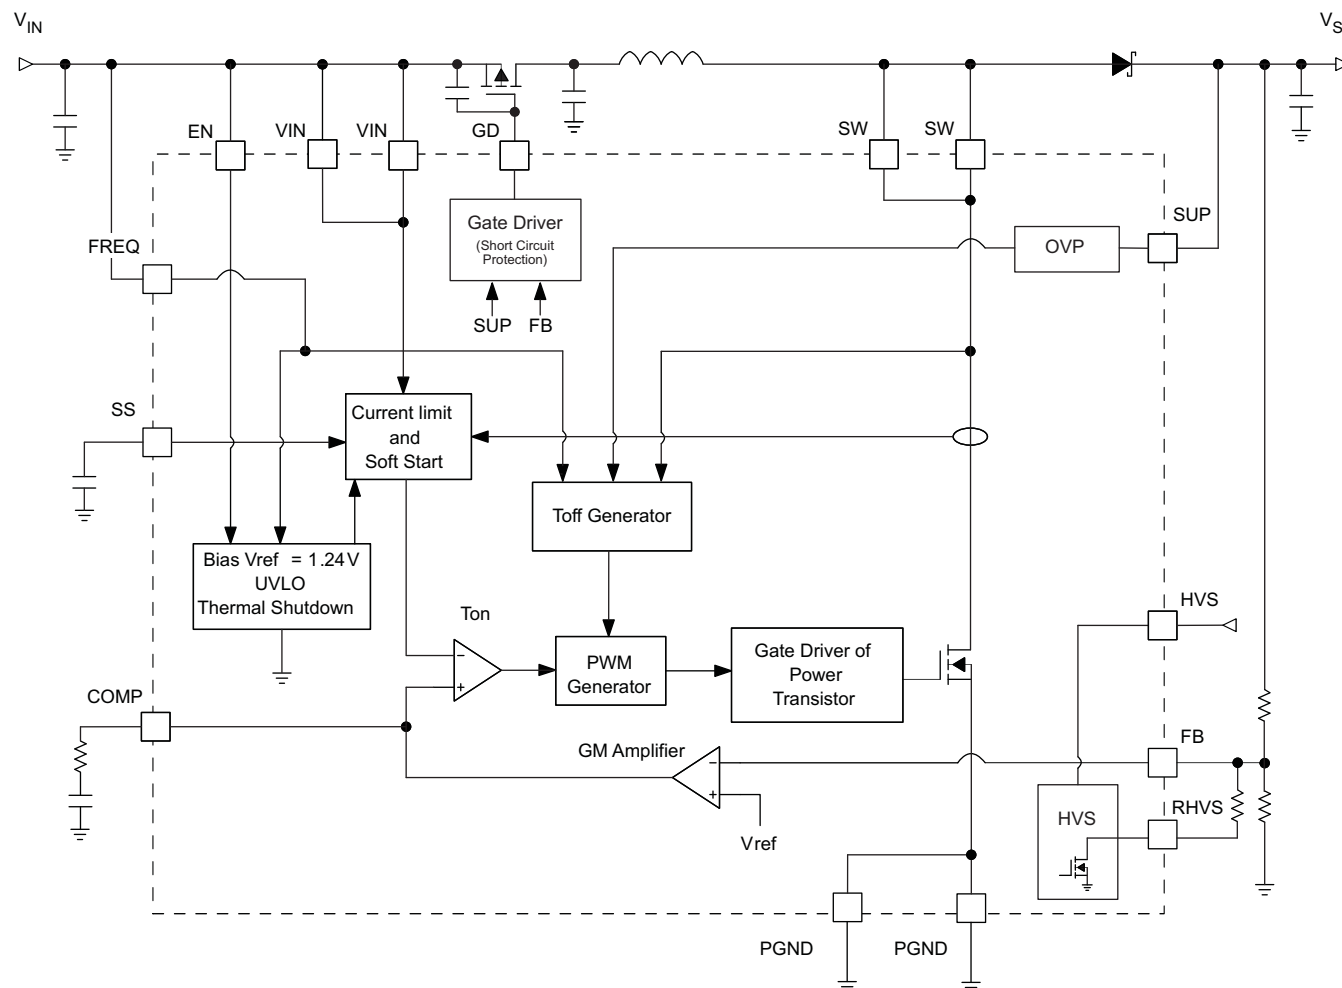 VIN
VS
EN
VIN
VIN
GD
SW
SW
Gate Driver
(Short Circuit
Protection)
SUP
OVP
FREQ
SUP
FB
SS
Current limit
and
Soft Start
Toff Generator
Bias Vref = 1.24V
UVLO
Thermal Shutdown
HVS
Ton
PWM
Generator
Gate Driver of
Power
Transistor
COMP
GM Amplifier
FB
Vref
HVS
RHVS
PGND
PGND